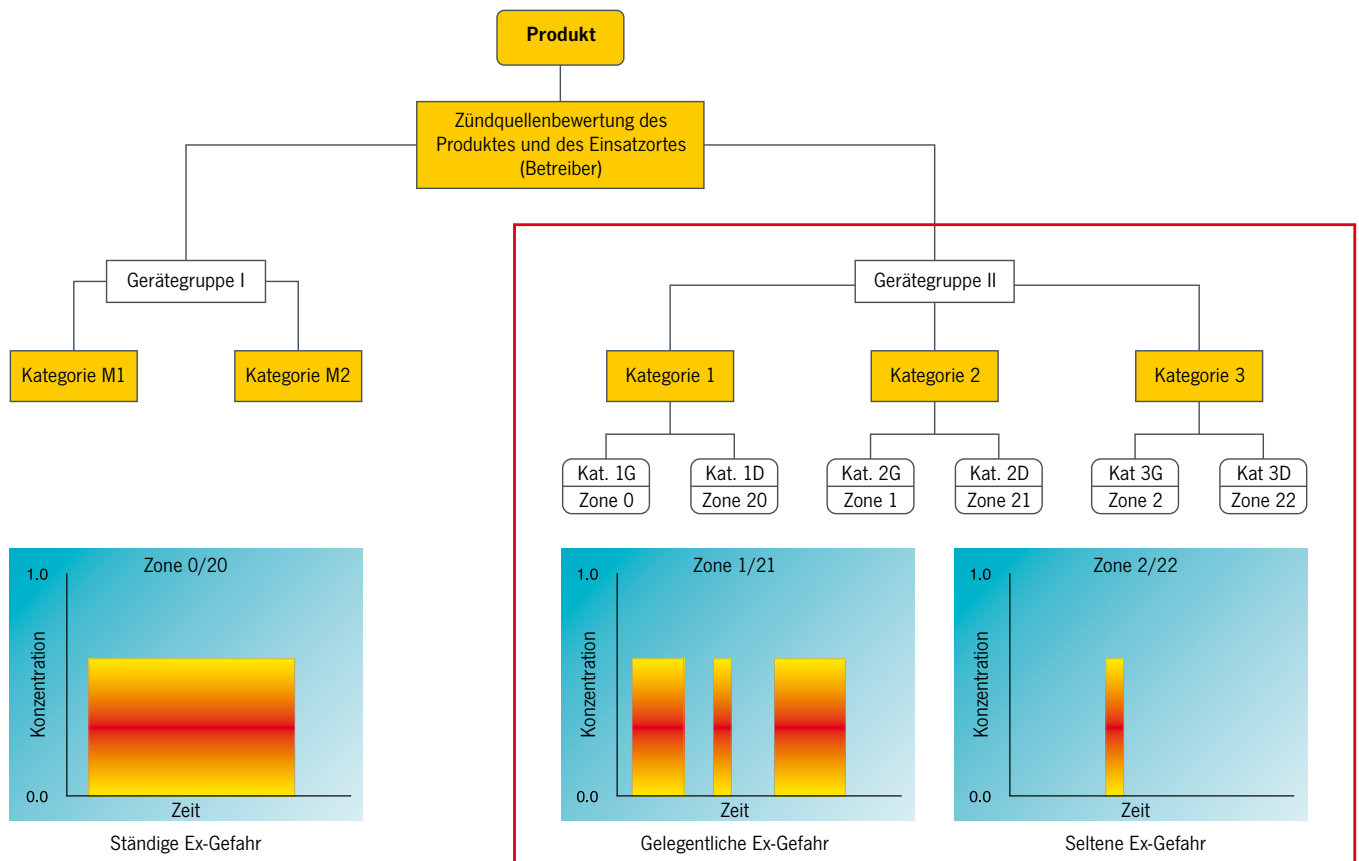 Produkt
Zündquellenbewertung des
Produktes und des Einsatzortes
(Betreiber)
Gerätegruppe I
Gerätegruppe II
Kategorie M1
Kategorie M2
Kategorie 1
Kategorie 2
Kategorie 3
Kat. 1G
Zone 0
Kat. 1D
Zone 20
Kat. 2G
Zone 1
Kat. 2D
Zone 21
Kat 3G
Zone 2
Kat 3D
Zone 22
Zone 0/20
1.0
Konzentration
0.0
Zeit
Ständige Ex-Gefahr
Zone 1/21
1.0
Konzentration
0.0
Zeit
Gelegentliche Ex-Gefahr
Zone 2/22
1.0
Konzentration
0.0
Zeit
Seltene Ex-Gefahr